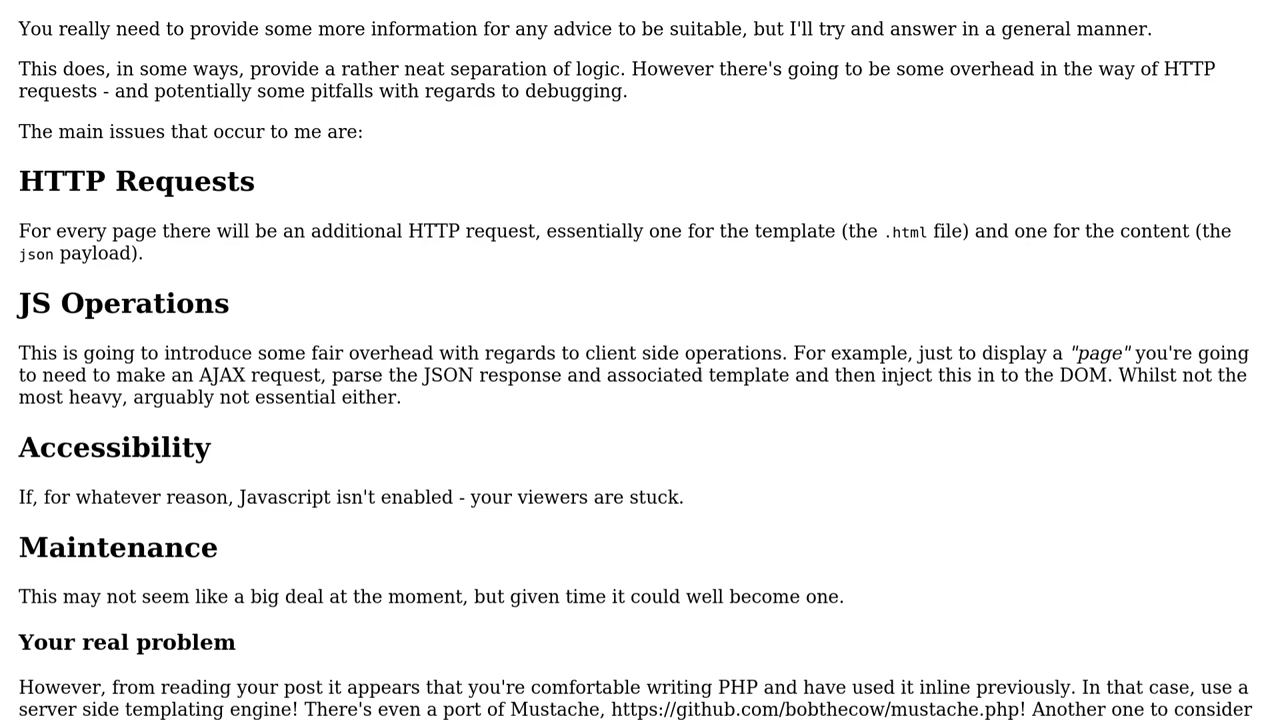 You really need to provide some more information for any advice to be suitable, but I'll try and answer in a general manner.
This does, in some ways, provide a rather neat separation of logic. However there's going to be some overhead in the way of HTTP
requests - and potentially some pitfalls with regards to debugging.
The main issues that occur to me are:
HTTP Requests
For every page there will be an additional HTTP request, essentially one for the template (the .html file) and one for the content (the
json payload).
JS Operations
This is going to introduce some fair overhead with regards to client side operations. For example, just to display a "page" you're going
to need to make an AJAX request, parse the JSON response and associated template and then inject this in to the DOM. Whilst not the
most heavy, arguably not essential either.
Accessibility
If, for whatever reason, Javascript isn't enabled - your viewers are stuck.
Maintenance
This may not seem like a big deal at the moment, but given time it could well become one.
Your real problem
However, from reading your post it appears that you're comfortable writing PHP and have used it inline previously. In that case, use a
server side templating engine! There's even a port of Mustache, https://github.com/bobthecow/mustache.php! Another one to consider